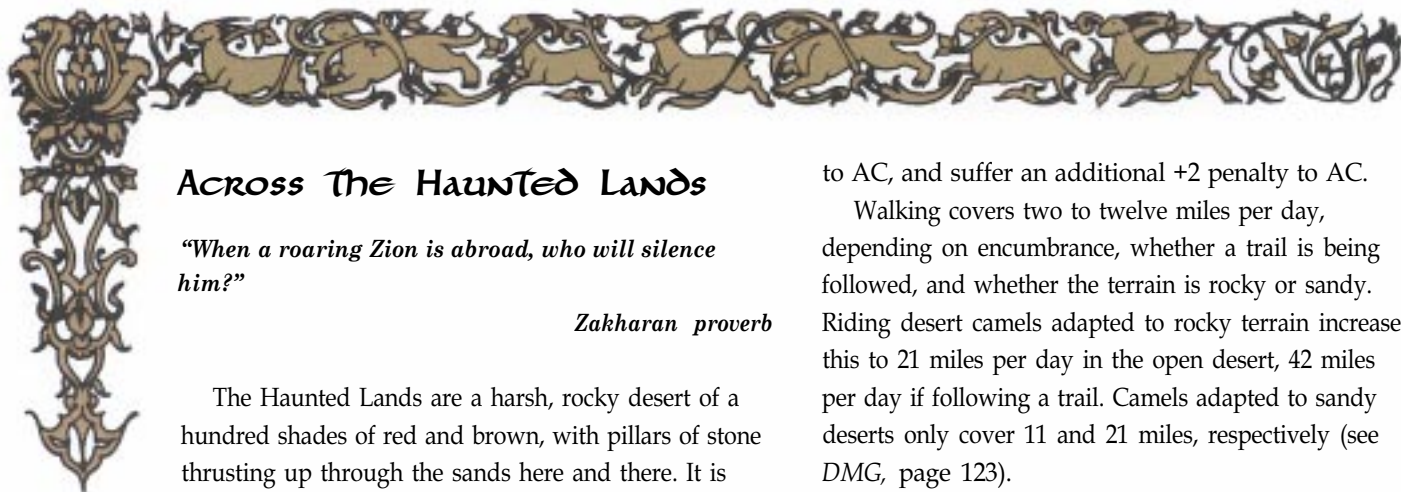 Across The Haunted Lands
"When a roaring Zion is abroad, who will silence
him?"
Zakharan proverb
The Haunted Lands are a harsh, rocky desert of a
hundred shades of red and brown, with pillars of stone
thrusting up through the sands here and there. It is
to AC, and suffer an additional +2 penalty to AC.
Walking covers two to twelve miles per day,
depending on encumbrance, whether a trail is being
followed, and whether the terrain is rocky or sandy.
Riding desert camels adapted to rocky terrain increase
this to 21 miles per day in the open desert, 42 miles
per day if following a trail. Camels adapted to sandy
deserts only cover 11 and 21 miles, respectively (see
DMG, page 123).